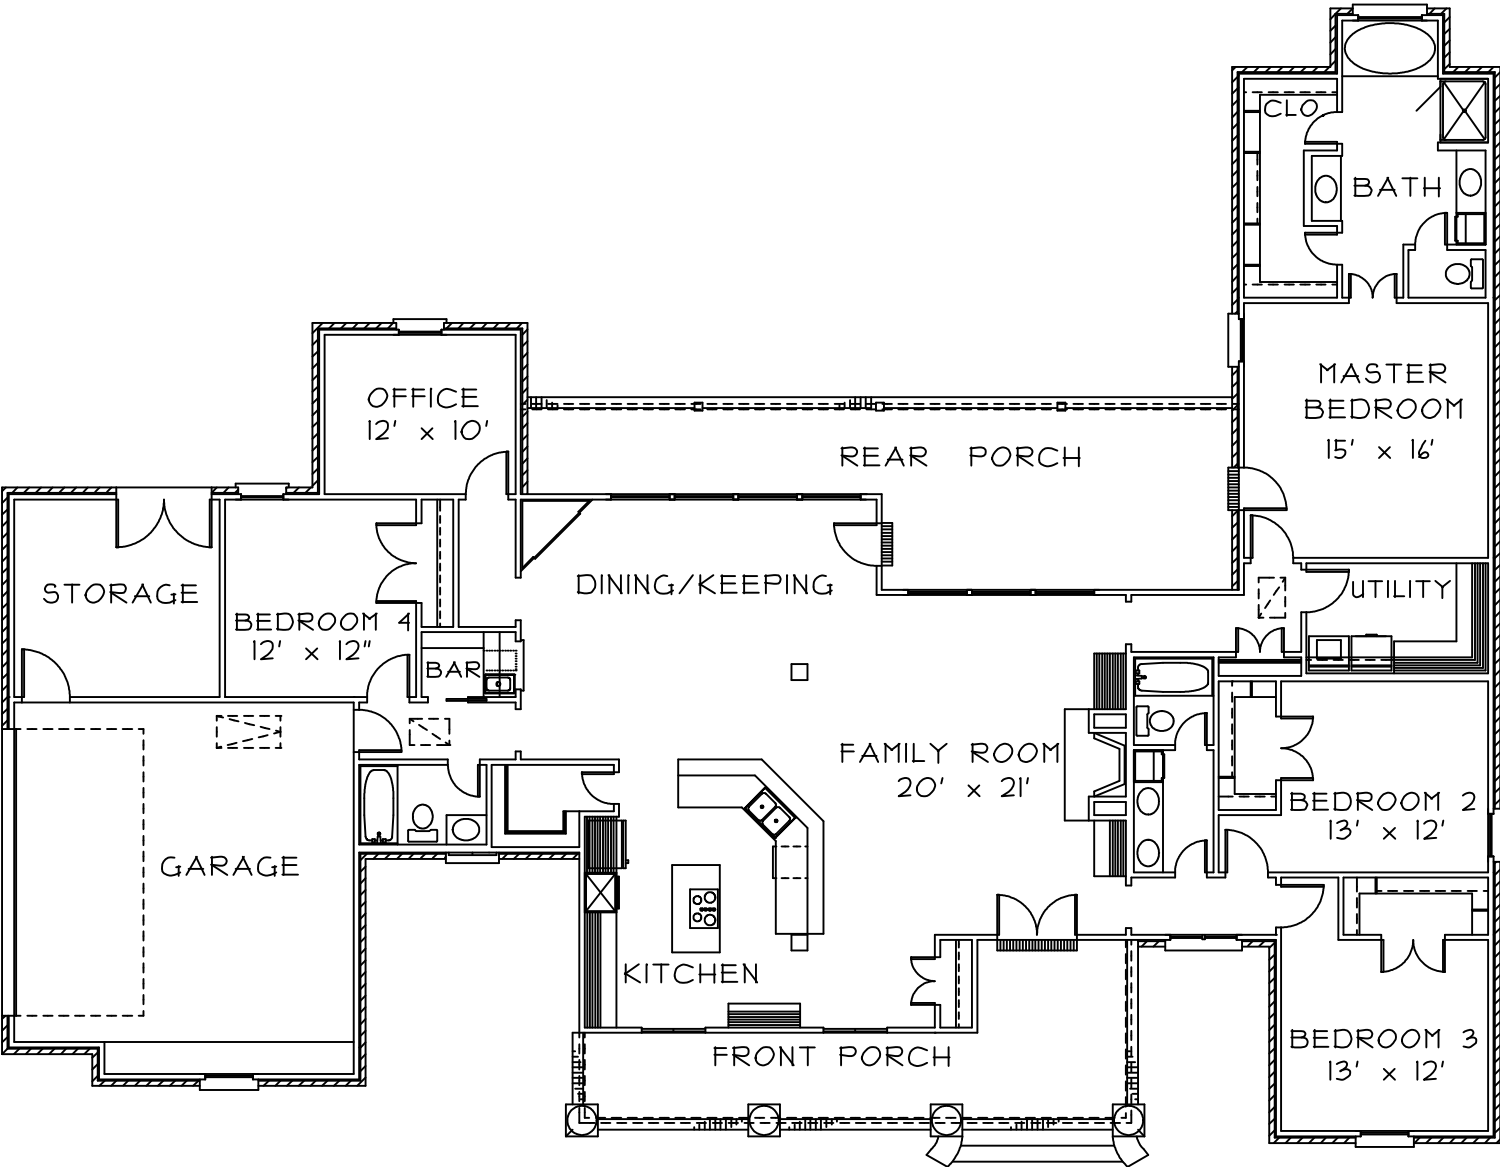 CLO
BATH
MASTER
BEDROOM
15' x 16'
OFFICE
12' x 10'
REAR PORCH
STORAGE
BEDROOM 4
12' x 12"
DINING/KEEPING
UTILITY
BAR
FAMILY ROOM
20' x 21'
BEDROOM 2
13' x 12'
GARAGE
KITCHEN
FRONT PORCH
BEDROOM 3
13' x 12'